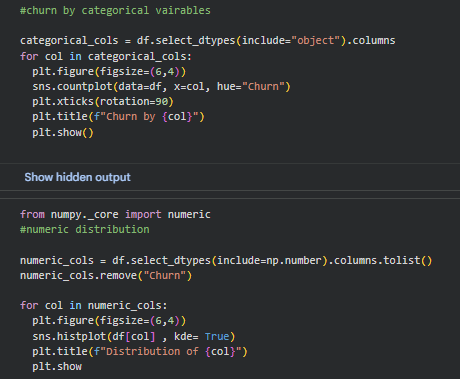 #churn by categorical vairables
categorical_cols = df.select_dtypes(include="object").columns
for col in categorical_cols:
  plt.figure(figsize=(6,4))
  sns.countplot(data=df, x=col, hue="Churn")
  plt.xticks(rotation=90)
  plt.title(f"Churn by {col}")
  plt.show()
Show hidden output
from numpy._core import numeric
#numeric distribution
numeric_cols = df.select_dtypes(include=np.number).columns.tolist()
numeric_cols.remove("Churn")
for col in numeric_cols:
  plt.figure(figsize=(6,4))
  sns.histplot(df[col] , kde= True)
  plt.title(f"Distribution of {col}")
  plt.show